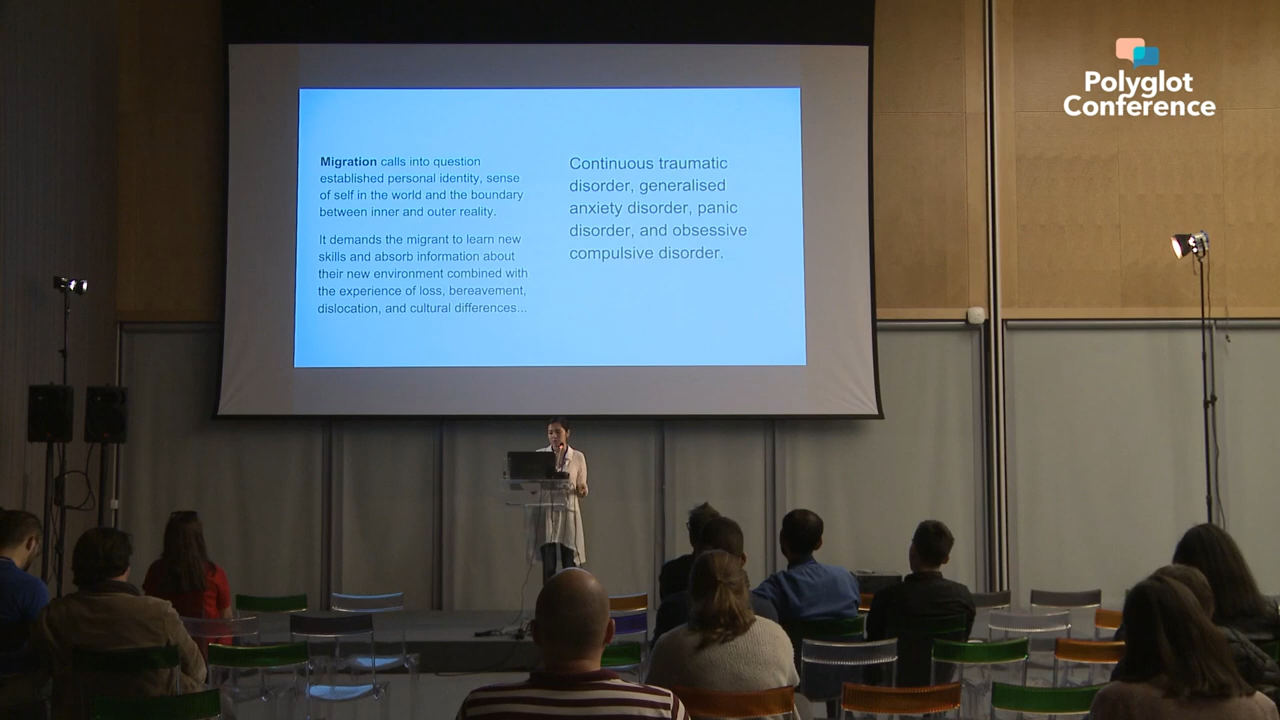 Polyglot
Conference
Migration calls into question
established personal identity, sense
of self in the world and the boundary
between inner and outer reality.
It demands the migrant to learn new
skills and absorb information about
their new environment combined with
the experience of loss, bereavement,
dislocation, and cultural differences...
Continuous traumatic
disorder, generalised
anxiety disorder, panic
disorder, and obsessive
compulsive disorder.